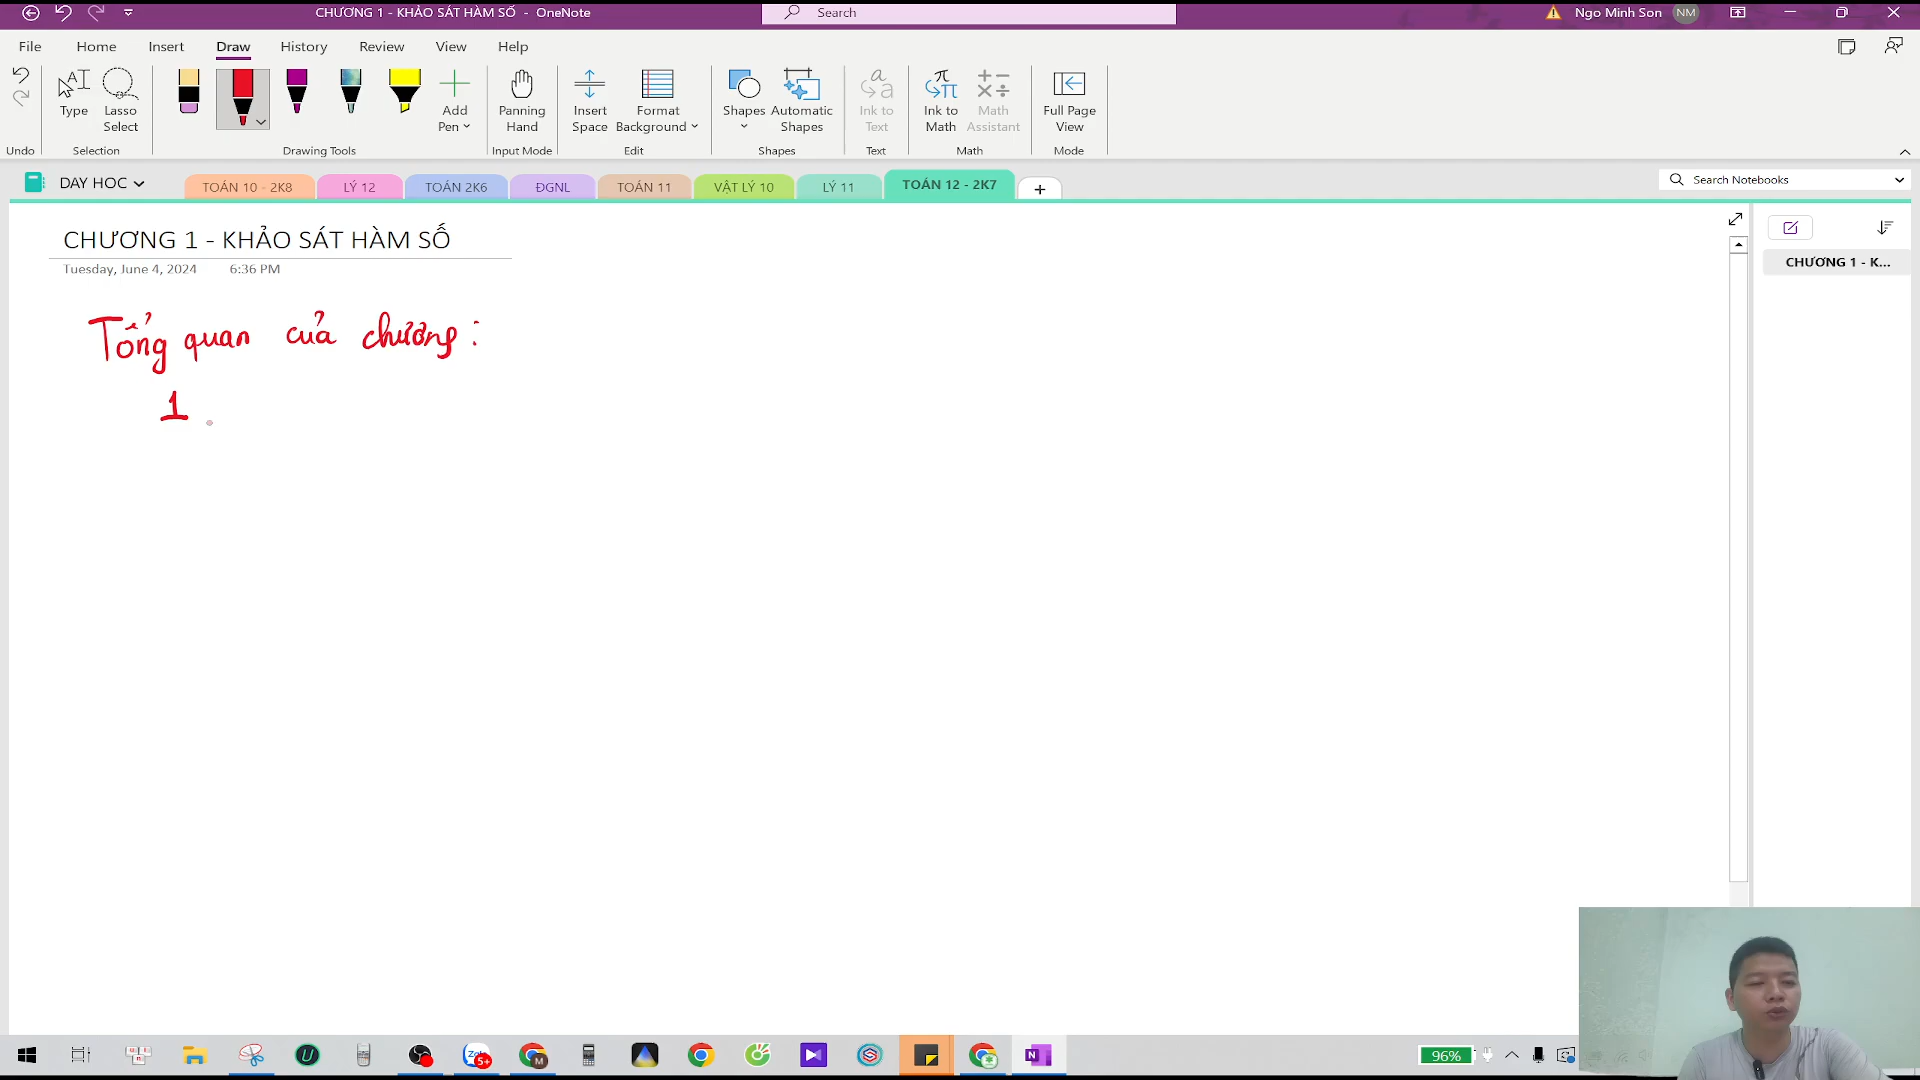 CHƯƠNG 1 - KHẢO SÁT HÀM SỐ - OneNote
Search
Ngo Minh Son
NM
File Home Insert Draw History Review View Help
Undo
Type
Lasso Select
Selection
Drawing Tools
Add Pen
Panning Hand
Input Mode
Insert Space
Format Background
Edit
Shapes
Automatic Shapes
Shapes
Ink to Text
Text
Ink to Math
Math Assistant
Math
Full Page View
Mode
DAY HOC
TOÁN 10 - 2K8
LÝ 12
TOÁN 2K6
ĐGNL
TOÁN 11
VẬT LÝ 10
LÝ 11
TOÁN 12 - 2K7
+
Search Notebooks
CHƯƠNG 1 - KHẢO SÁT HÀM SỐ
Tuesday, June 4, 2024 6:36 PM
CHƯƠNG 1 - K...
Tổng quan của chương:
1.
96%